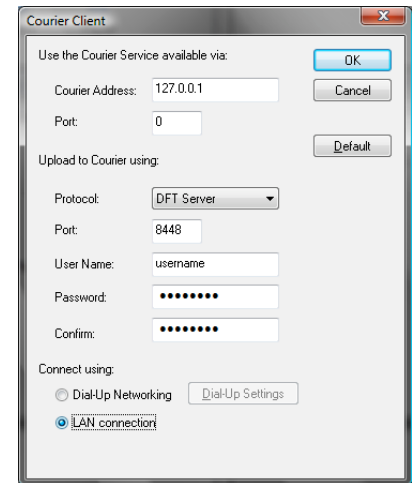 Courier Client
Use the Courier Service available via:
OK
Courier Address: 127.0.0.1
Cancel
Port: 0
Default
Upload to Courier using:
Protocol: DFT Server
Port: 8448
User Name: username
Password: ••••••••
Confirm: ••••••••
Connect using:
Dial-Up Networking Dial-Up Settings
LAN connection